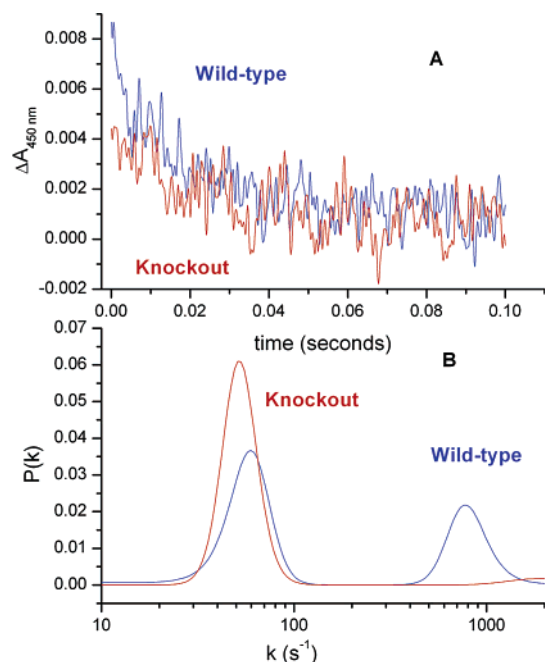 0.008
Wild-type
A
0.006
0.004
ΔA450 nm
0.002
0.000
Knockout
-0.002
0.00 0.02 0.04 0.06 0.08 0.10
time (seconds)
0.07
B
0.06
Knockout
0.05
0.04
Wild-type
P(k)
0.03
0.02
0.01
0.00
10 100 1000
k (s-1)